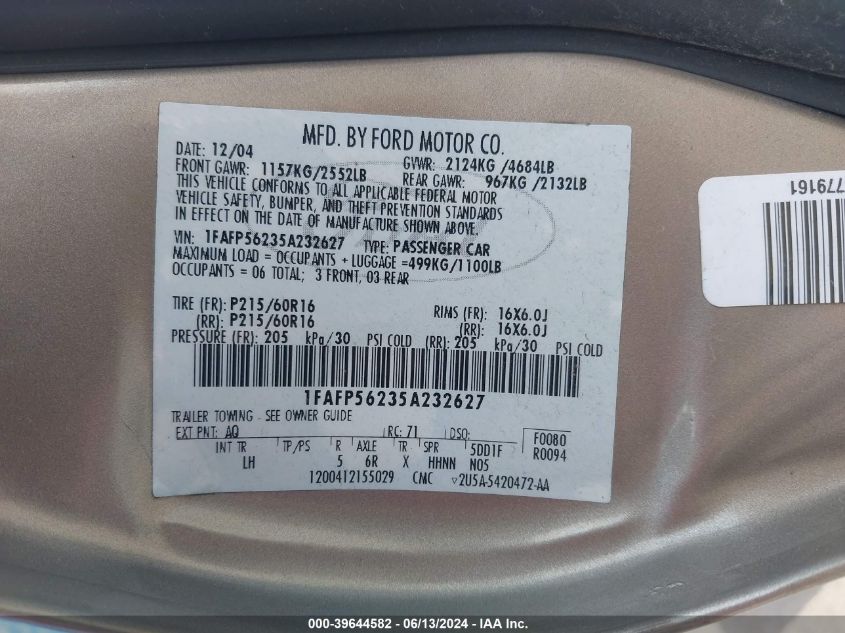 MFD. BY FORD MOTOR CO.
DATE: 12/04 GVWR: 2124KG /4684LB
FRONT GAWR: 1157KG/2552LB REAR GAWR: 967KG /2132LB
THIS VEHICLE CONFORMS TO ALL APPLICABLE FEDERAL MOTOR
VEHICLE SAFETY, BUMPER, AND THEFT PREVENTION STANDARDS
IN EFFECT ON THE DATE OF MANUFACTURE SHOWN ABOVE.
VIN: 1FAFP56235A232627 TYPE: PASSENGER CAR
MAXIMUM LOAD = OCCUPANTS + LUGGAGE =499KG/1100LB
OCCUPANTS = 06 TOTAL; 3 FRONT, 03 REAR
TIRE (FR): P215/60R16 RIMS (FR): 16X6.0J
(RR): P215/60R16 (RR): 16X6.0J
PRESSURE (FR): 205 kPa/30 PSI COLD (RR): 205 kPa/30 PSI COLD
1FAFP56235A232627
TRAILER TOWING - SEE OWNER GUIDE
EXT PNT: AQ RC: 71 DSO: F0080
INT TR TP/PS R AXLE TR SPR 5DD1F R0094
LH 5 6R X HHNN N05
1200412155029 CMC ▽2U5A-5420472-AA
779161
000-39644582 - 06/13/2024 - IAA Inc.